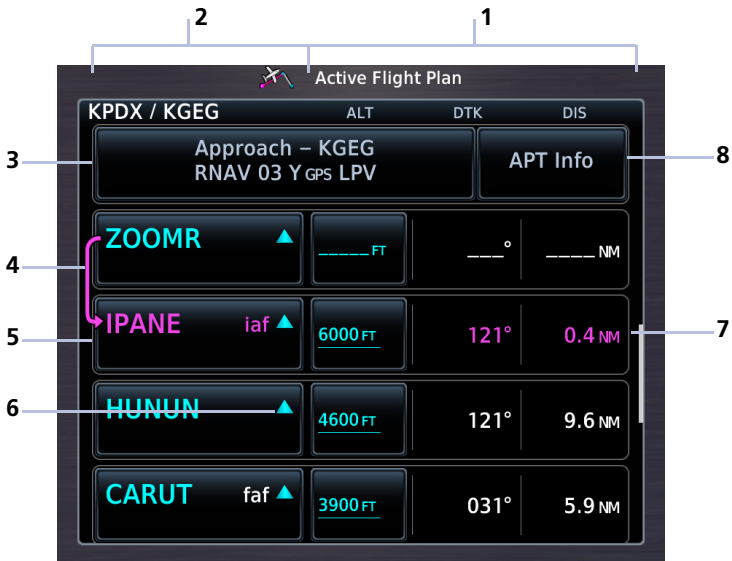 2 1
Active Flight Plan
KPDX / KGEG ALT DTK DIS
3 Approach – KGEG
RNAV 03 Y GPS LPV APT Info 8
4 ZOOMR _____FT ___° ____NM
5 IPANE iaf 6000FT 121° 0.4NM 7
6 HUNUN 4600FT 121° 9.6NM
CARUT faf 3900FT 031° 5.9NM